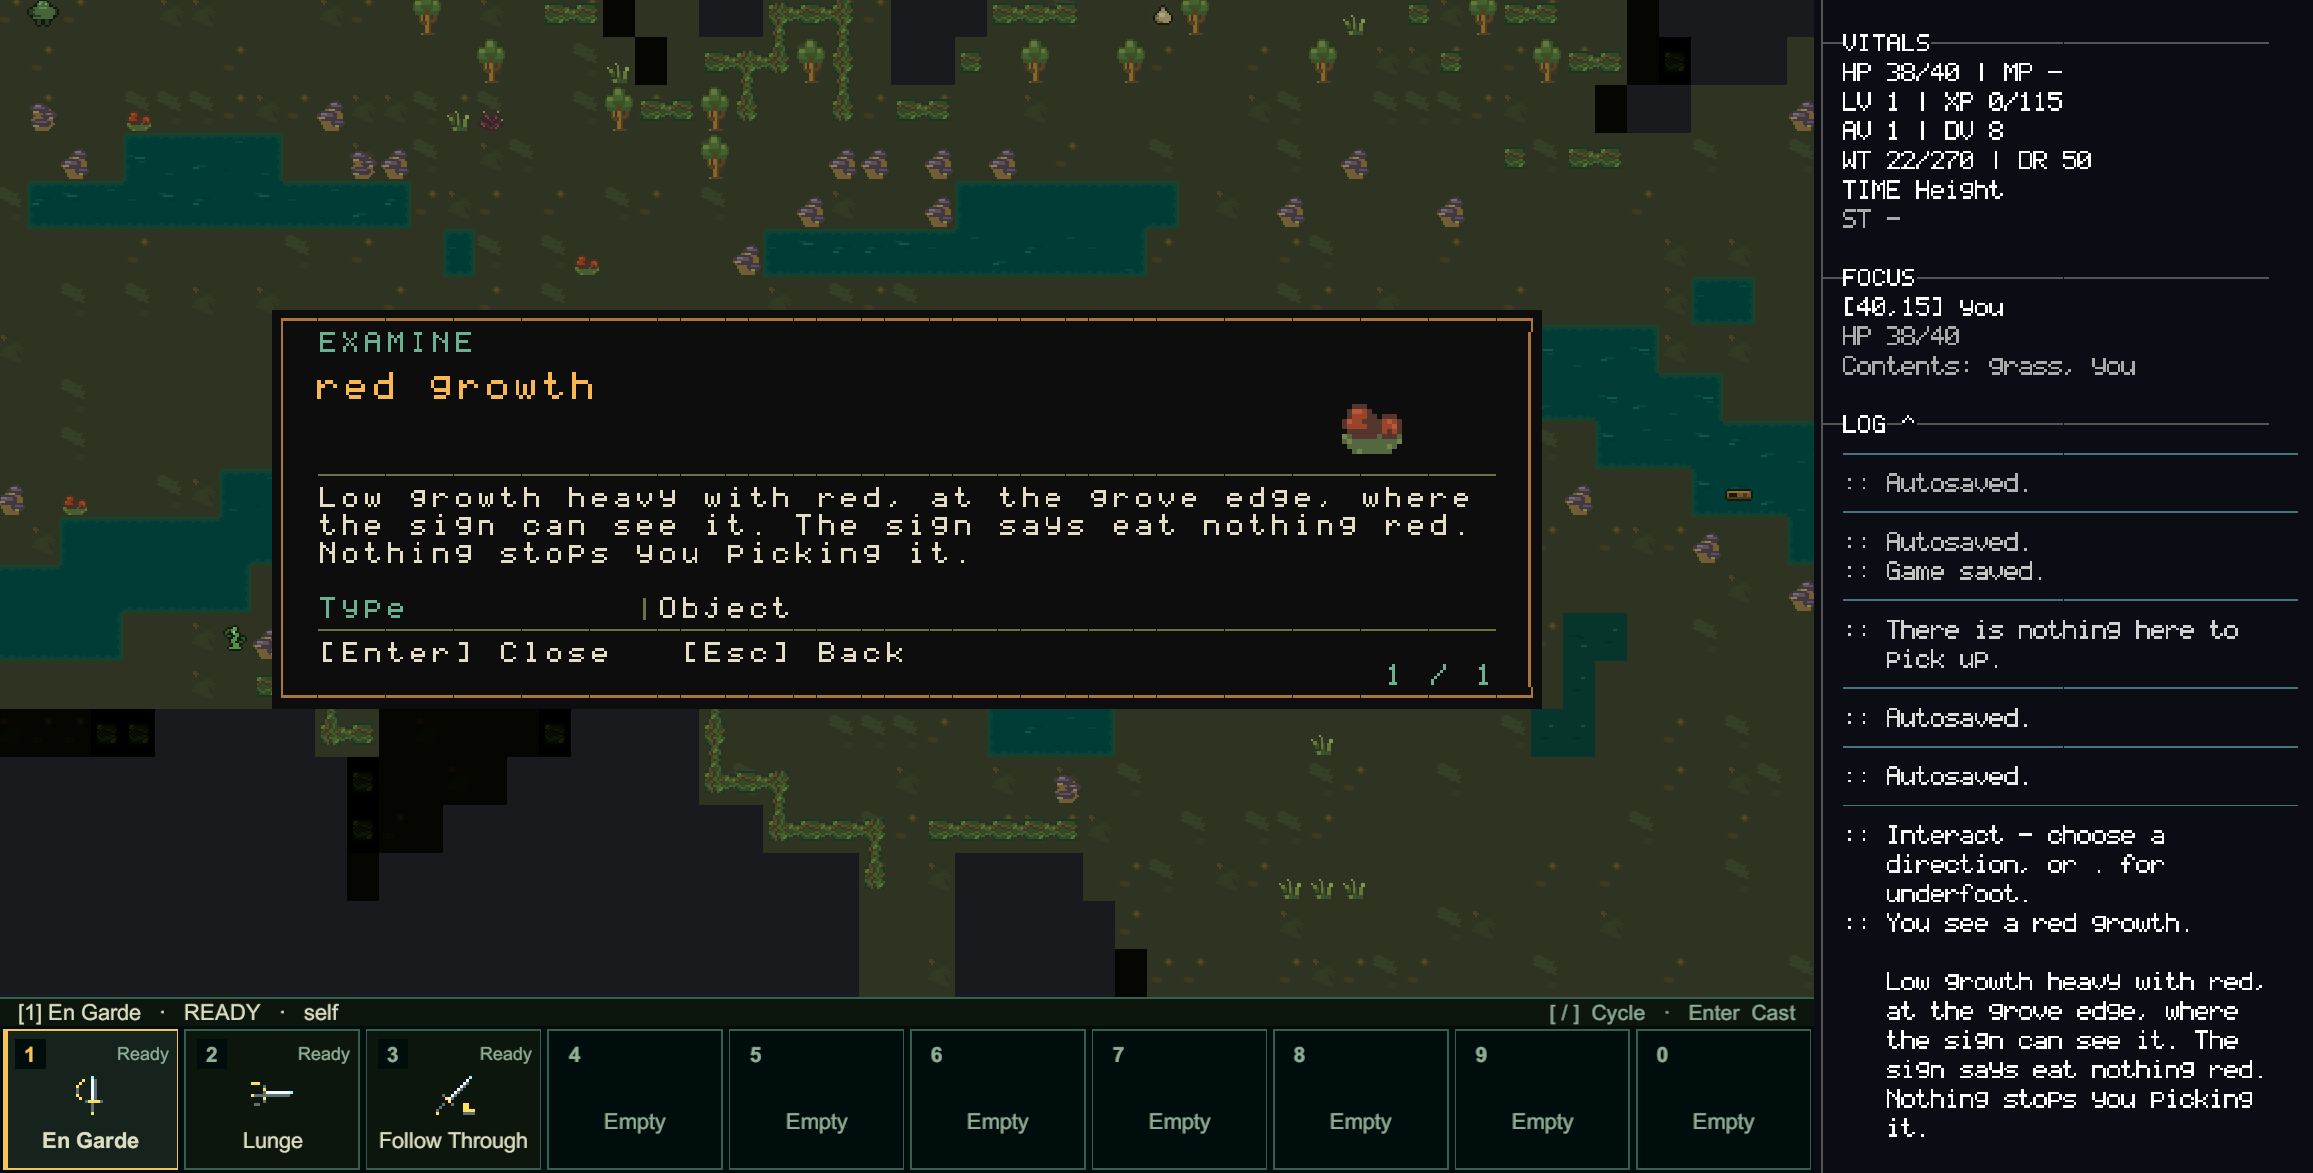 EXAMINE
red growth
Low growth heavy with red, at the grove edge, where
the sign can see it. The sign says eat nothing red.
Nothing stops you picking it.
Type | Object
[Enter] Close [Esc] Back
1 / 1
VITALS
HP 38/40 | MP -
LV 1 | XP 0/115
AV 1 | DV 8
WT 22/270 | DR 50
TIME Height
ST -
FOCUS
[40,15] You
HP 38/40
Contents: grass, You
LOG ^
:: Autosaved.
:: Autosaved.
:: Game saved.
:: There is nothing here to
pick up.
:: Autosaved.
:: Autosaved.
:: Interact - choose a
direction, or . for
underfoot.
:: You see a red growth.
Low growth heavy with red,
at the grove edge, where
the sign can see it. The
sign says eat nothing red.
Nothing stops you picking
it.
[1] En Garde · READY · self
[ / ] Cycle · Enter Cast
1 Ready
En Garde
2 Ready
Lunge
3 Ready
Follow Through
4
Empty
5
Empty
6
Empty
7
Empty
8
Empty
9
Empty
0
Empty